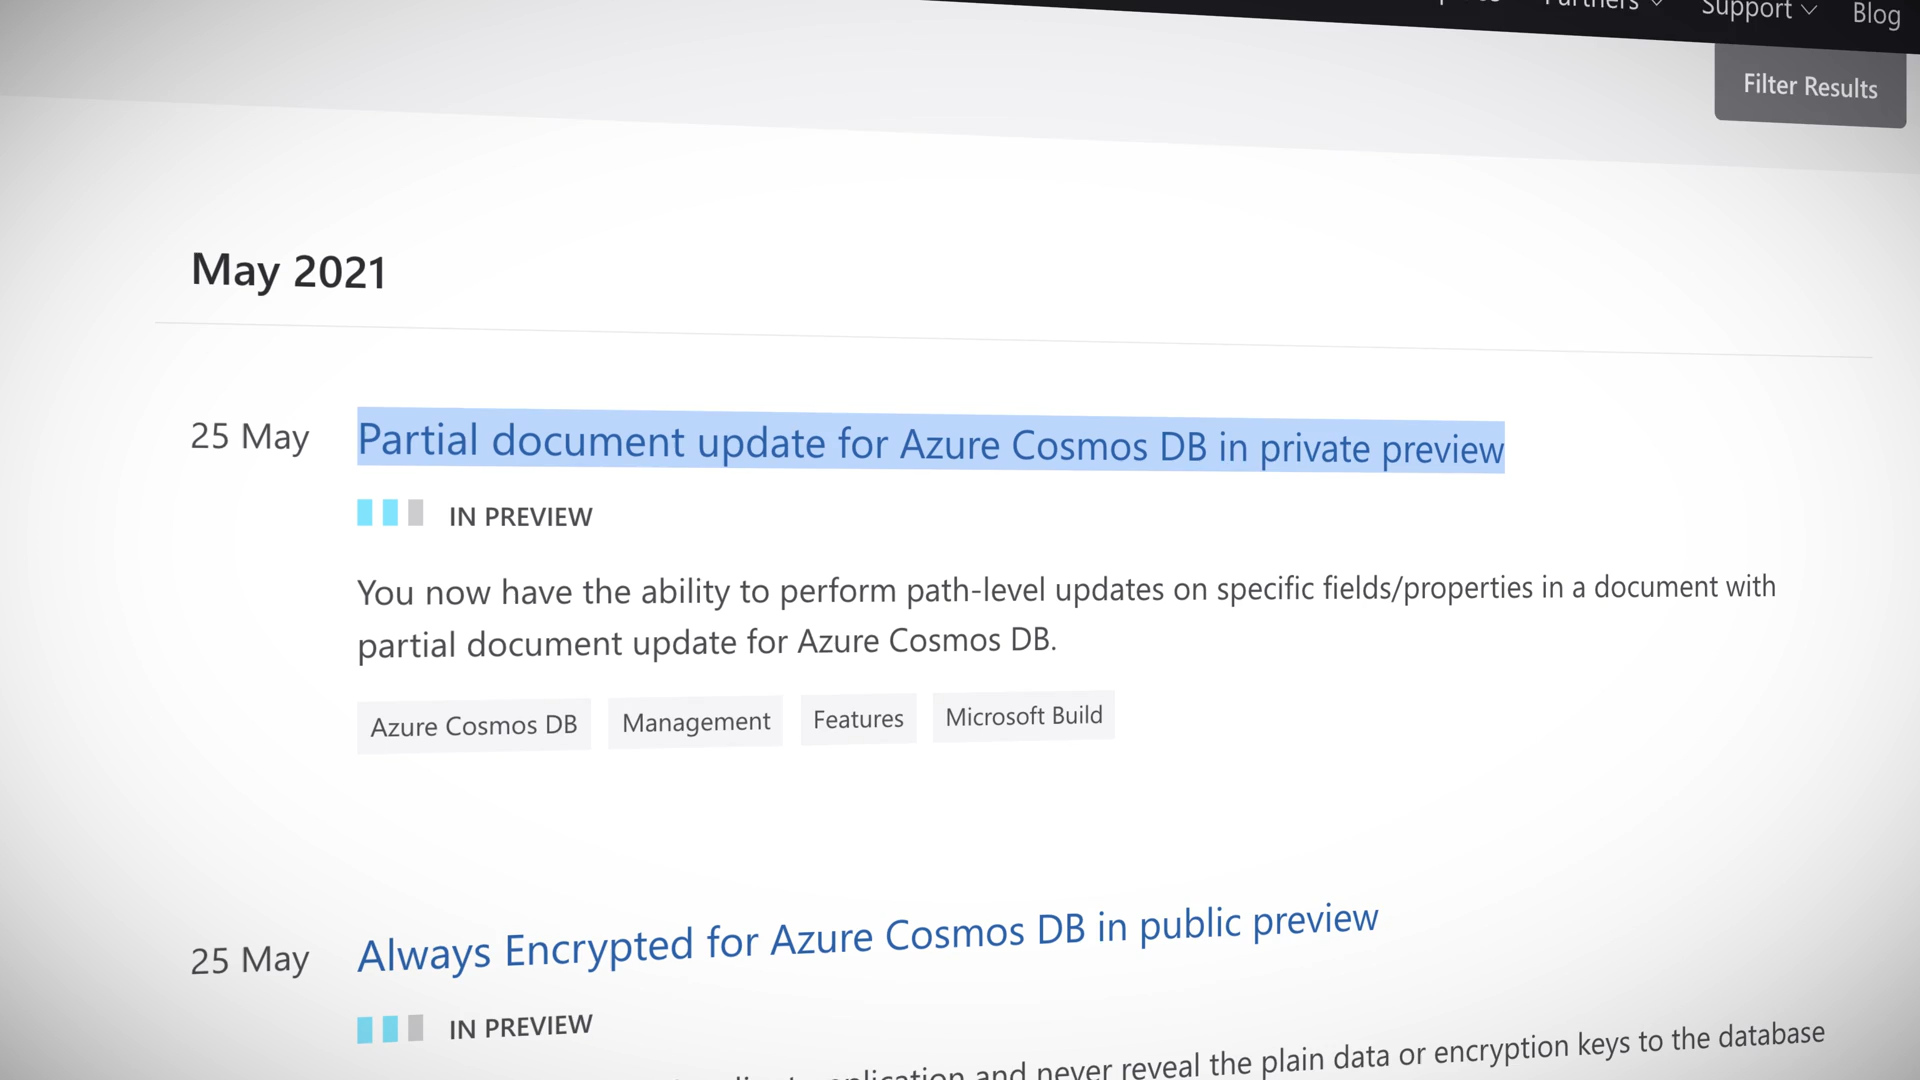 Partners
Support
Blog
Filter Results
May 2021
25 May
Partial document update for Azure Cosmos DB in private preview
IN PREVIEW
You now have the ability to perform path-level updates on specific fields/properties in a document with
partial document update for Azure Cosmos DB.
Azure Cosmos DB Management Features Microsoft Build
25 May
Always Encrypted for Azure Cosmos DB in public preview
IN PREVIEW
and never reveal the plain data or encryption keys to the database